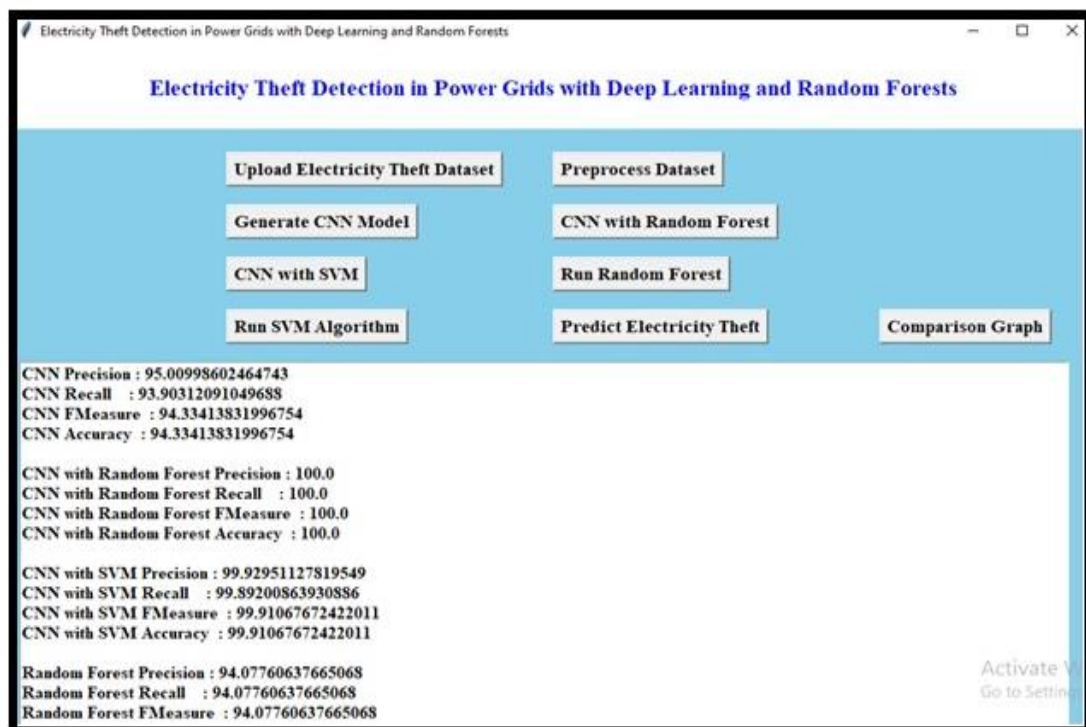 Electricity Theft Detection in Power Grids with Deep Learning and Random Forests
Electricity Theft Detection in Power Grids with Deep Learning and Random Forests
Upload Electricity Theft Dataset
Preprocess Dataset
Generate CNN Model
CNN with Random Forest
CNN with SVM
Run Random Forest
Run SVM Algorithm
Predict Electricity Theft
Comparison Graph
CNN Precision : 95.00998602464743
CNN Recall : 93.90312091049688
CNN FMeasure : 94.33413831996754
CNN Accuracy : 94.33413831996754
CNN with Random Forest Precision : 100.0
CNN with Random Forest Recall : 100.0
CNN with Random Forest FMeasure : 100.0
CNN with Random Forest Accuracy : 100.0
CNN with SVM Precision : 99.92951127819549
CNN with SVM Recall : 99.89200863930886
CNN with SVM FMeasure : 99.91067672422011
CNN with SVM Accuracy : 99.91067672422011
Random Forest Precision : 94.07760637665068
Random Forest Recall : 94.07760637665068
Random Forest FMeasure : 94.07760637665068
Activate W
Go to Setting